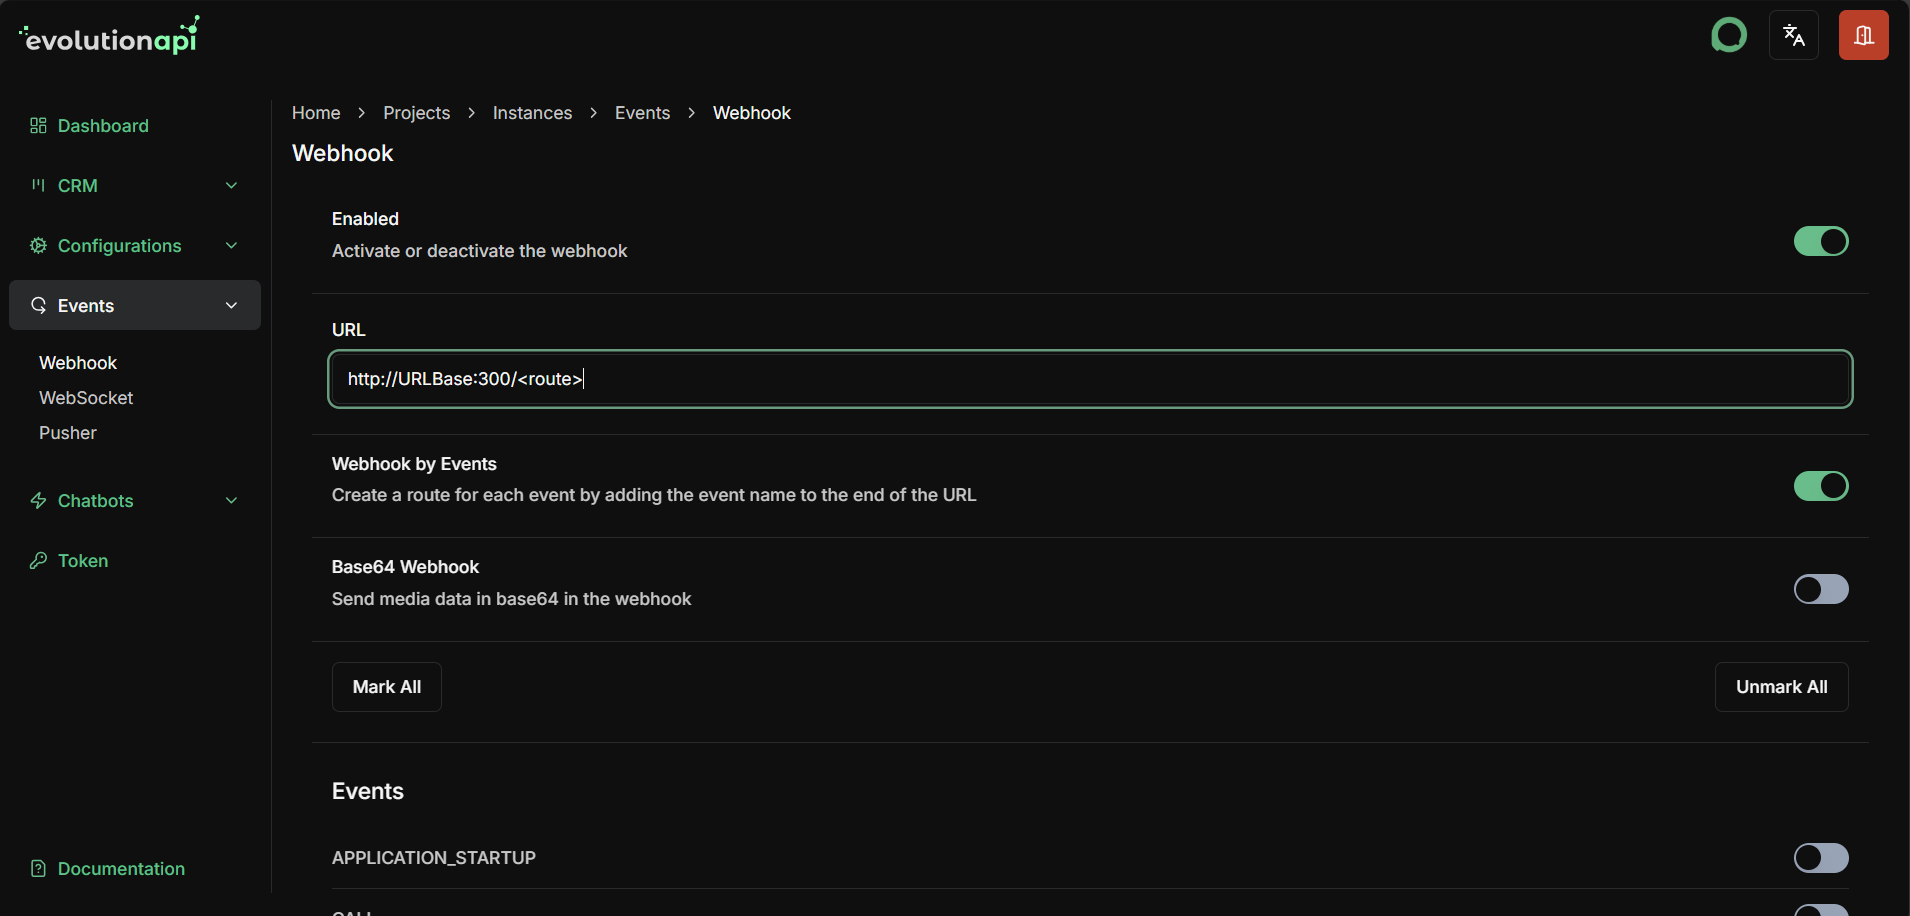 evolutionapi
Dashboard
CRM
Configurations
Events
Webhook
WebSocket
Pusher
Chatbots
Token
Documentation
Home > Projects > Instances > Events > Webhook
Webhook
Enabled
Activate or deactivate the webhook
URL
http://URLBase:300/<route>
Webhook by Events
Create a route for each event by adding the event name to the end of the URL
Base64 Webhook
Send media data in base64 in the webhook
Mark All
Unmark All
Events
APPLICATION_STARTUP
CALL